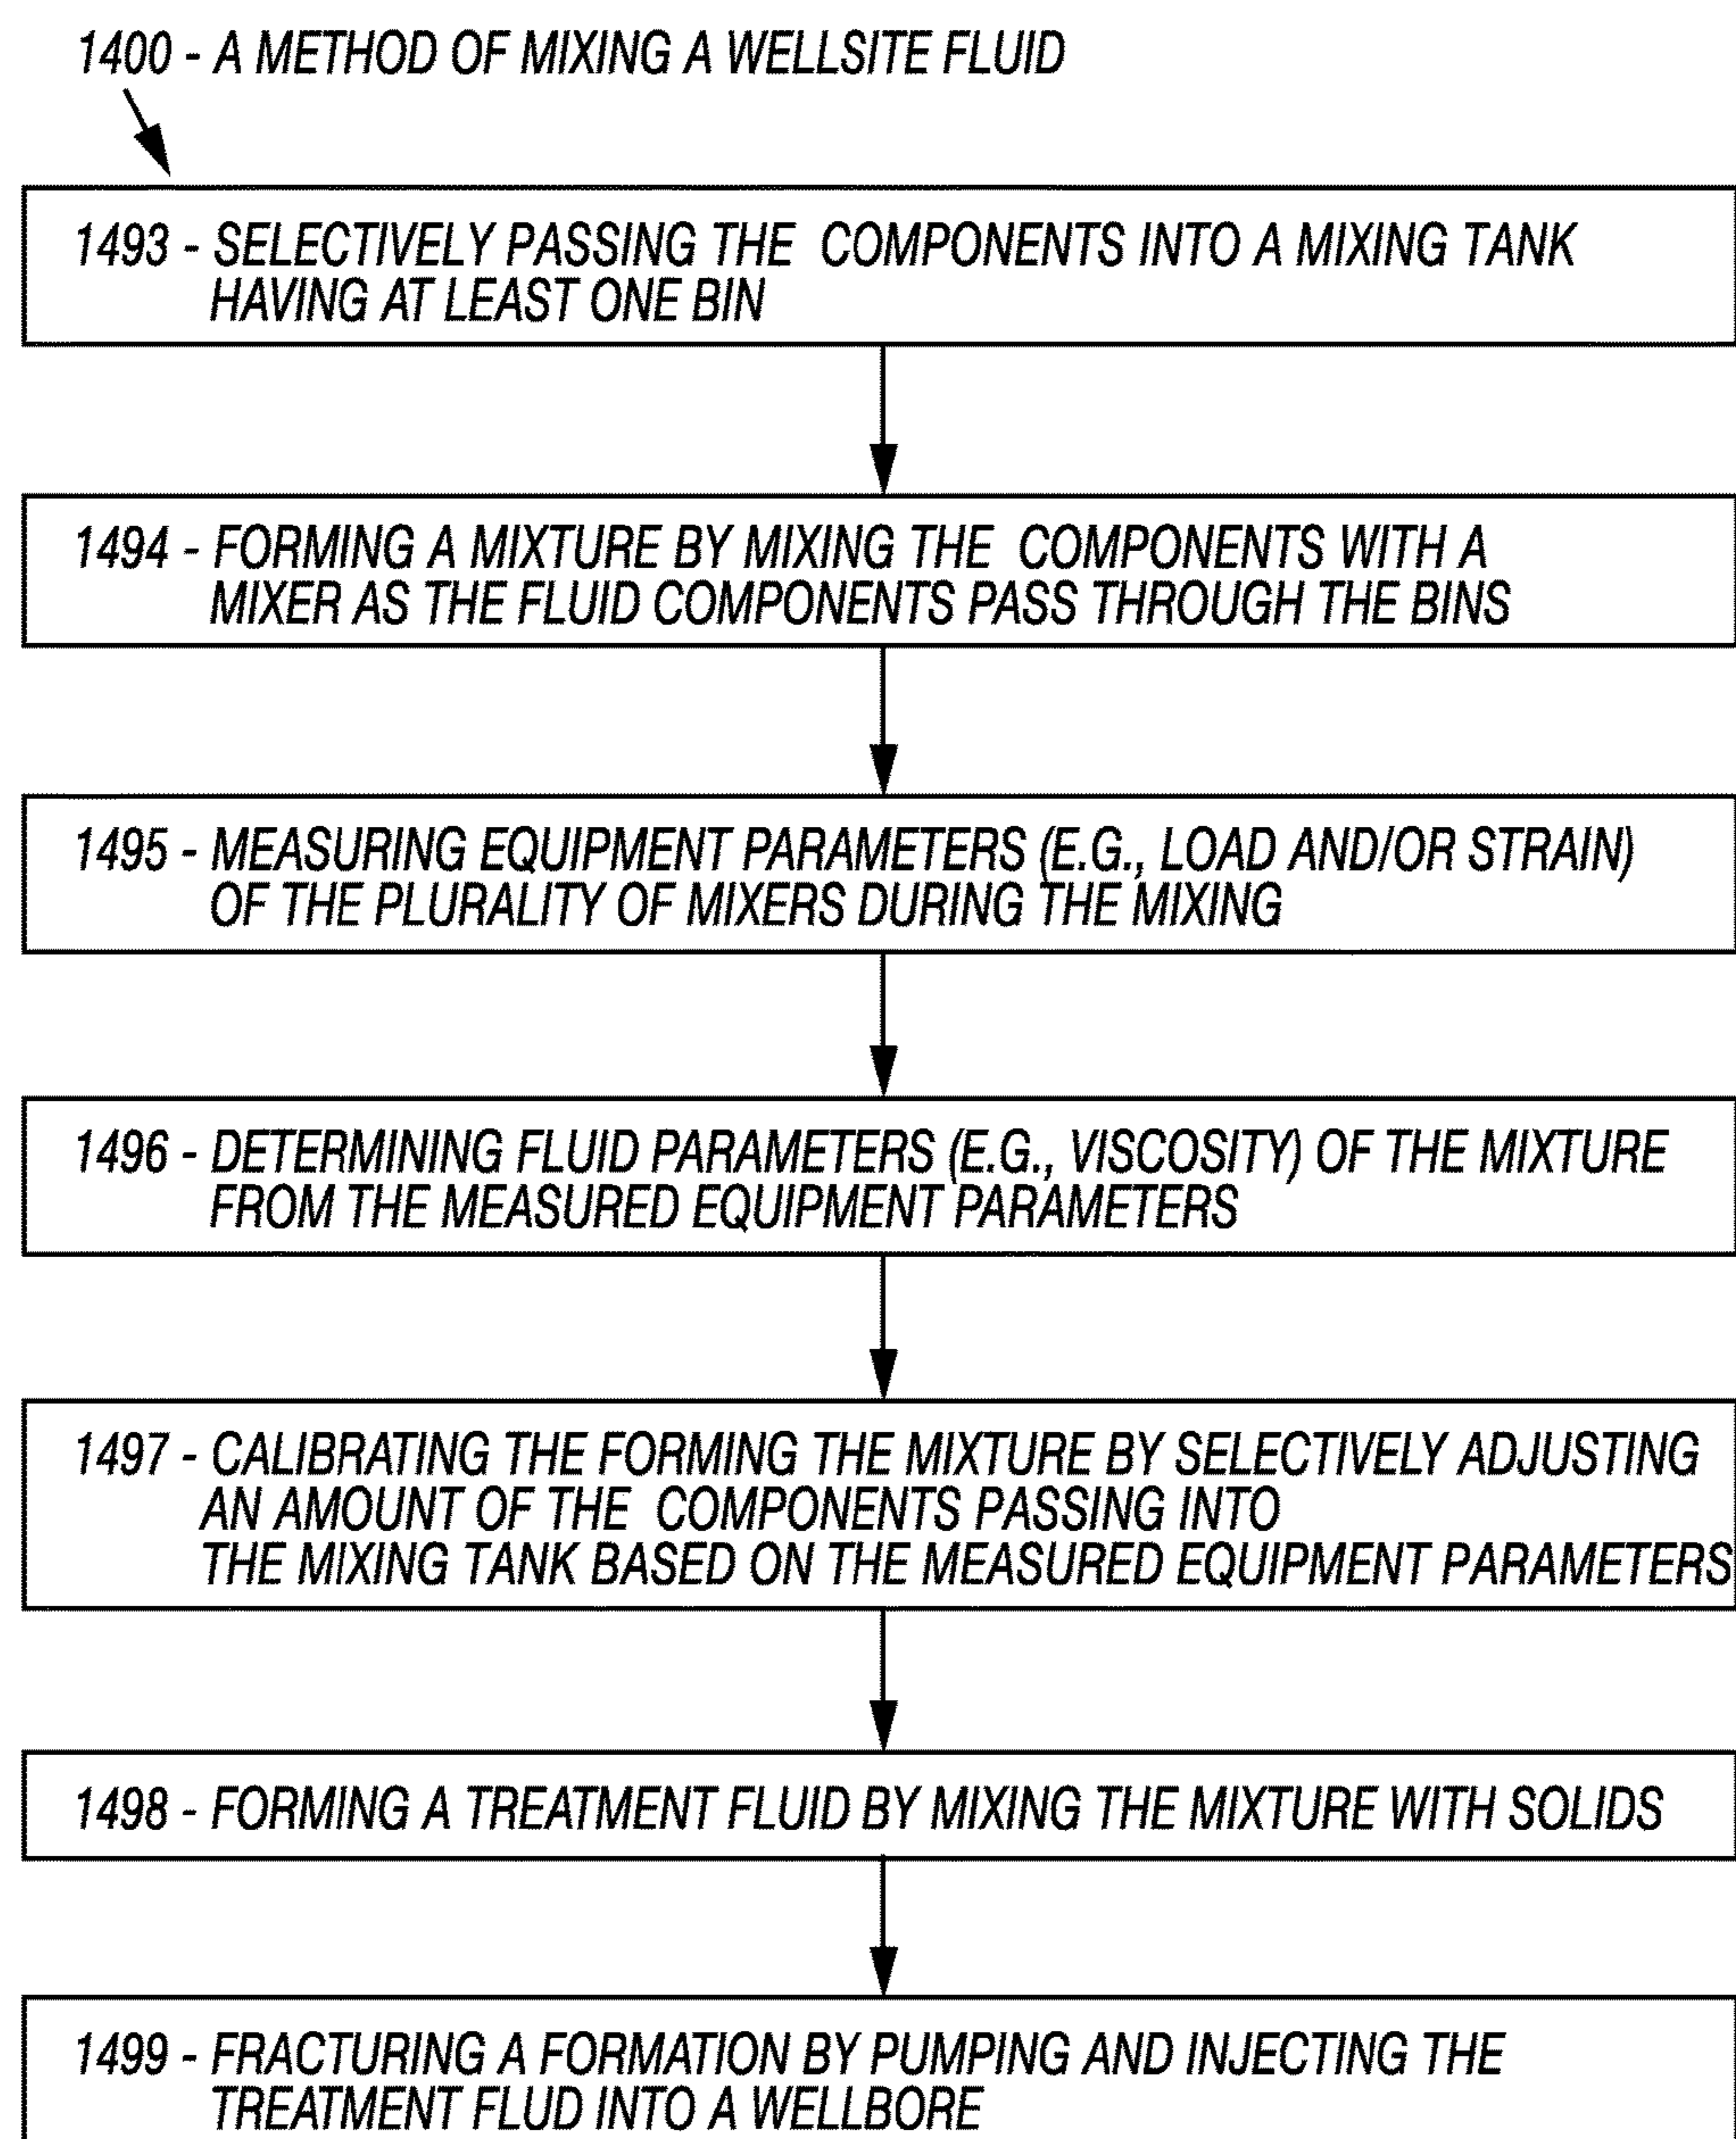 1400 - A METHOD OF MIXING A WELLSITE FLUID
1493 - SELECTIVELY PASSING THE COMPONENTS INTO A MIXING TANK
HAVING AT LEAST ONE BIN
1494 - FORMING A MIXTURE BY MIXING THE COMPONENTS WITH A
MIXER AS THE FLUID COMPONENTS PASS THROUGH THE BINS
1495 - MEASURING EQUIPMENT PARAMETERS (E.G., LOAD AND/OR STRAIN)
OF THE PLURALITY OF MIXERS DURING THE MIXING
1496 - DETERMINING FLUID PARAMETERS (E.G., VISCOSITY) OF THE MIXTURE
FROM THE MEASURED EQUIPMENT PARAMETERS
1497 - CALIBRATING THE FORMING THE MIXTURE BY SELECTIVELY ADJUSTING
AN AMOUNT OF THE COMPONENTS PASSING INTO
THE MIXING TANK BASED ON THE MEASURED EQUIPMENT PARAMETERS
1498 - FORMING A TREATMENT FLUID BY MIXING THE MIXTURE WITH SOLIDS
1499 - FRACTURING A FORMATION BY PUMPING AND INJECTING THE
TREATMENT FLUD INTO A WELLBORE